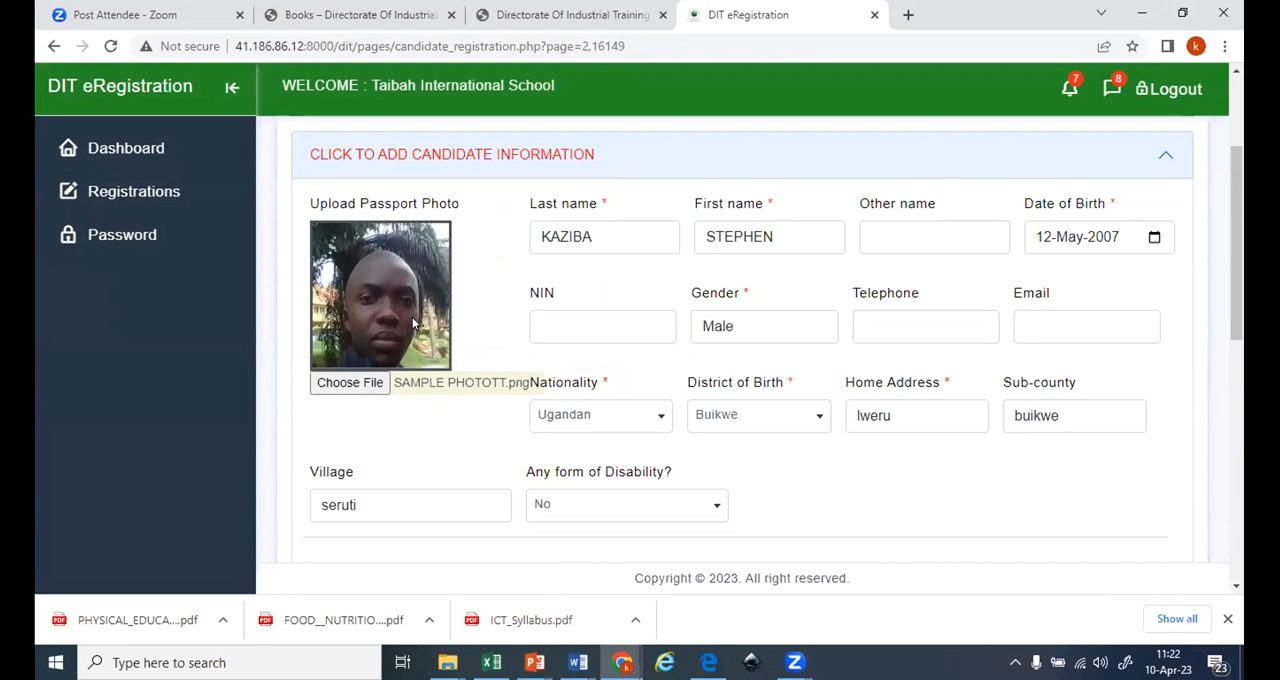 Post Attendee - Zoom
Books – Directorate Of Industrial
Directorate Of Industrial Training
DIT eRegistration
Not secure
41.186.86.12:8000/dit/pages/candidate_registration.php?page=2,16149
k
DIT eRegistration
WELCOME : Taibah International School
7
8
Logout
Dashboard
Registrations
Password
CLICK TO ADD CANDIDATE INFORMATION
Upload Passport Photo
Last name *
First name *
Other name
Date of Birth *
KAZIBA
STEPHEN
12-May-2007
NIN
Gender *
Telephone
Email
Male
Choose File
SAMPLE PHOTOTT.png
Nationality *
District of Birth *
Home Address *
Sub-county
Ugandan
Buikwe
lweru
buikwe
Village
Any form of Disability?
seruti
No
Copyright © 2023. All right reserved.
PHYSICAL_EDUCA....pdf
FOOD__NUTRITIO....pdf
ICT_Syllabus.pdf
Show all
Type here to search
11:22
10-Apr-23
23